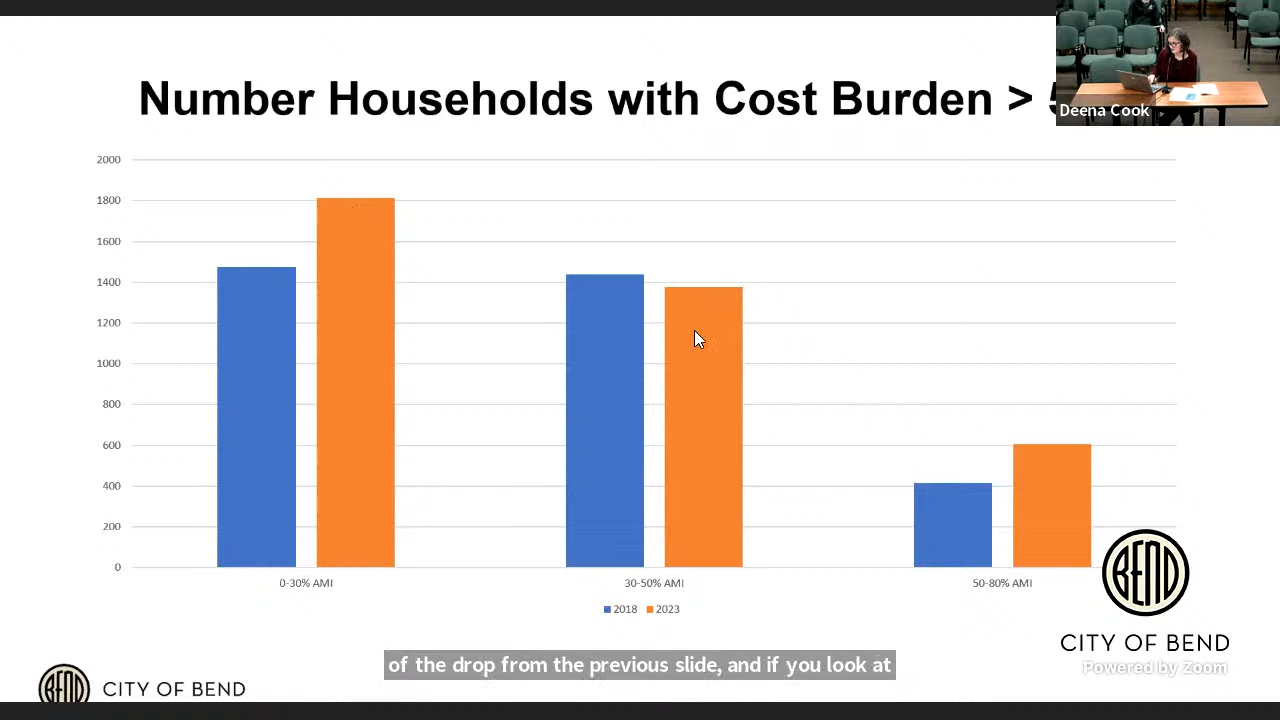 Number Households with Cost Burden >
Deena Cook
2000
1800
1600
1400
1200
1000
800
600
400
200
0
0-30% AMI
30-50% AMI
50-80% AMI
2018 2023
BEND
CITY OF BEND
of the drop from the previous slide, and if you look at
Powered by Zoom
BEND
CITY OF BEND